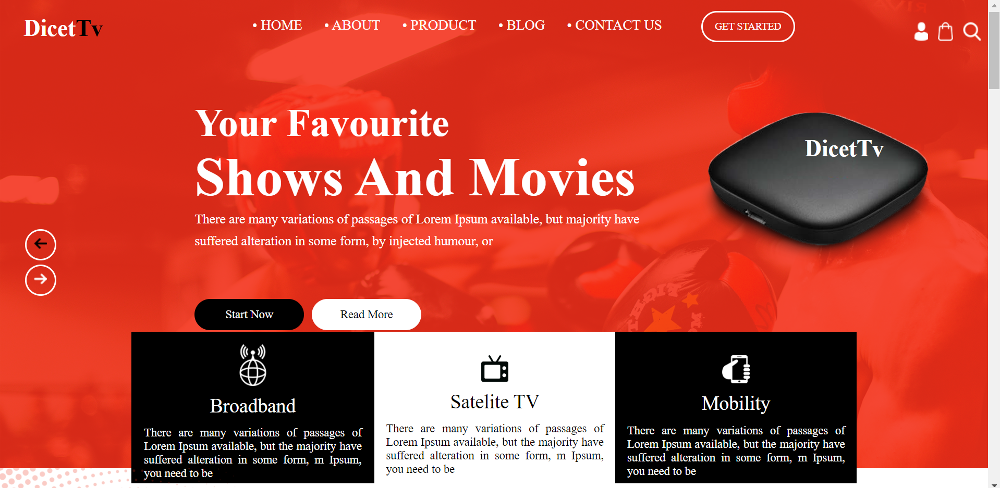 DicetTv
• HOME • ABOUT • PRODUCT • BLOG • CONTACT US
GET STARTED
Your Favourite
Shows And Movies
There are many variations of passages of Lorem Ipsum available, but majority have
suffered alteration in some form, by injected humour, or
DicetTv
Start Now
Read More
Broadband
There are many variations of passages of
Lorem Ipsum available, but the majority have
suffered alteration in some form, m Ipsum,
you need to be
Satelite TV
There are many variations of passages of
Lorem Ipsum available, but the majority have
suffered alteration in some form, m Ipsum,
you need to be
Mobility
There are many variations of passages of
Lorem Ipsum available, but the majority have
suffered alteration in some form, m Ipsum,
you need to be